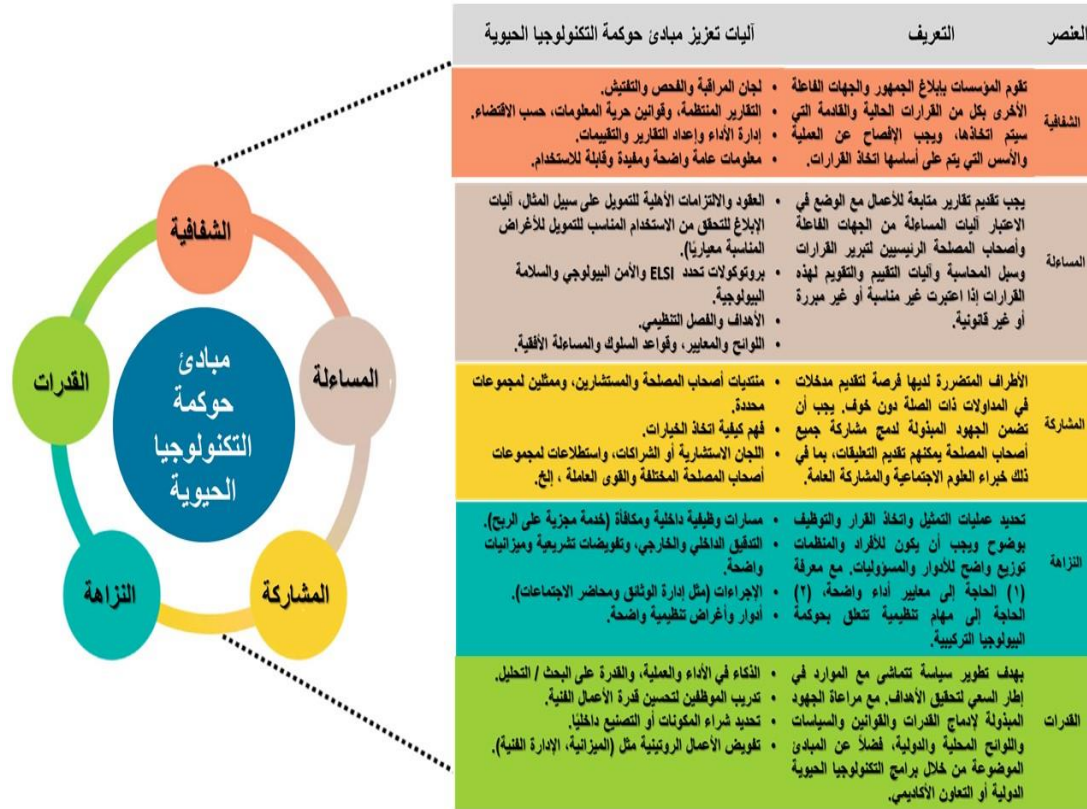 العنصر
التعريف
آليات تعزيز مبادئ حوكمة التكنولوجيا الحيوية
الشفافية
تقوم المؤسسات بإبلاغ الجمهور والجهات الفاعلة
الأخرى بكل من القرارات الحالية والقادمة التي
سيتم اتخاذها، ويجب الإفصاح عن العملية
والأسس التي يتم على أساسها اتخاذ القرارات.
• لجان المراقبة والفحص والتفتيش.
• التقارير المنتظمة، وقوانين حرية المعلومات، حسب الاقتضاء.
• إدارة الأداء وإعداد التقارير والتقييمات.
• معلومات عامة واضحة ومفيدة وقابلة للاستخدام.
المساءلة
يجب تقديم تقارير متابعة للأعمال مع الوضع في
الاعتبار آليات المساءلة من الجهات الفاعلة
وأصحاب المصلحة الرئيسيين لتبرير القرارات
وسبل المحاسبة وآليات التقييم والتقويم لهذه
القرارات إذا اعتبرت غير مناسبة أو غير مبررة
أو غير قانونية.
• العقود والالتزامات الأهلية للتمويل على سبيل المثال، آليات
الإبلاغ للتحقق من الاستخدام المناسب للتمويل للأغراض
المناسبة معياريًا).
• بروتوكولات تحدد ELSI والأمن البيولوجي والسلامة
البيولوجية.
• الأهداف والفصل التنظيمي.
• اللوائح والمعايير، وقواعد السلوك والمساءلة الأفقية.
المشاركة
الأطراف المتضررة لديها فرصة لتقديم مدخلات
في المداولات ذات الصلة دون خوف. يجب أن
تضمن الجهود المبذولة لدمج مشاركة جميع
أصحاب المصلحة يمكنهم تقديم التعليقات، بما في
ذلك خبراء العلوم الاجتماعية والمشاركة العامة.
• منتديات أصحاب المصلحة والمستشارين، وممثلين لمجموعات
محددة.
• فهم كيفية اتخاذ الخيارات.
• اللجان الاستشارية أو الشراكات، واستطلاعات لمجموعات
أصحاب المصلحة المختلفة والقوى العاملة ، إلخ.
النزاهة
تحديد عمليات التمثيل واتخاذ القرار والتوظيف
بوضوح ويجب أن يكون للأفراد والمنظمات
توزيع واضح للأدوار والمسؤوليات. مع معرفة
(١) الحاجة إلى معايير أداء واضحة، (٢)
الحاجة إلى مهام تنظيمية تتعلق بحوكمة
البيولوجيا التركيبية.
• مسارات وظيفية داخلية ومكافأة (خدمة مجزية على الربح).
• التدقيق الداخلي والخارجي، وتفويضات تشريعية وميزانيات
واضحة.
• الإجراءات (مثل إدارة الوثائق ومحاضر الاجتماعات).
• أدوار وأغراض تنظيمية واضحة.
القدرات
بهدف تطوير سياسة تتماشى مع الموارد في
إطار السعي لتحقيق الأهداف. مع مراعاة الجهود
المبذولة لإدماج القدرات والقوانين والسياسات
واللوائح المحلية والدولية، فضلاً عن المبادئ
الموضوعة من خلال برامج التكنولوجيا الحيوية
الدولية أو التعاون الأكاديمي.
• الذكاء في الأداء والعملية، والقدرة على البحث / التحليل.
• تدريب الموظفين لتحسين قدرة الأعمال الفنية.
• تحديد شراء المكونات أو التصنيع داخليًا.
• تفويض الأعمال الروتينية مثل (الميزانية، الإدارة الفنية).
الشفافية
المساءلة
المشاركة
النزاهة
القدرات
مبادئ
حوكمة
التكنولوجيا
الحيوية